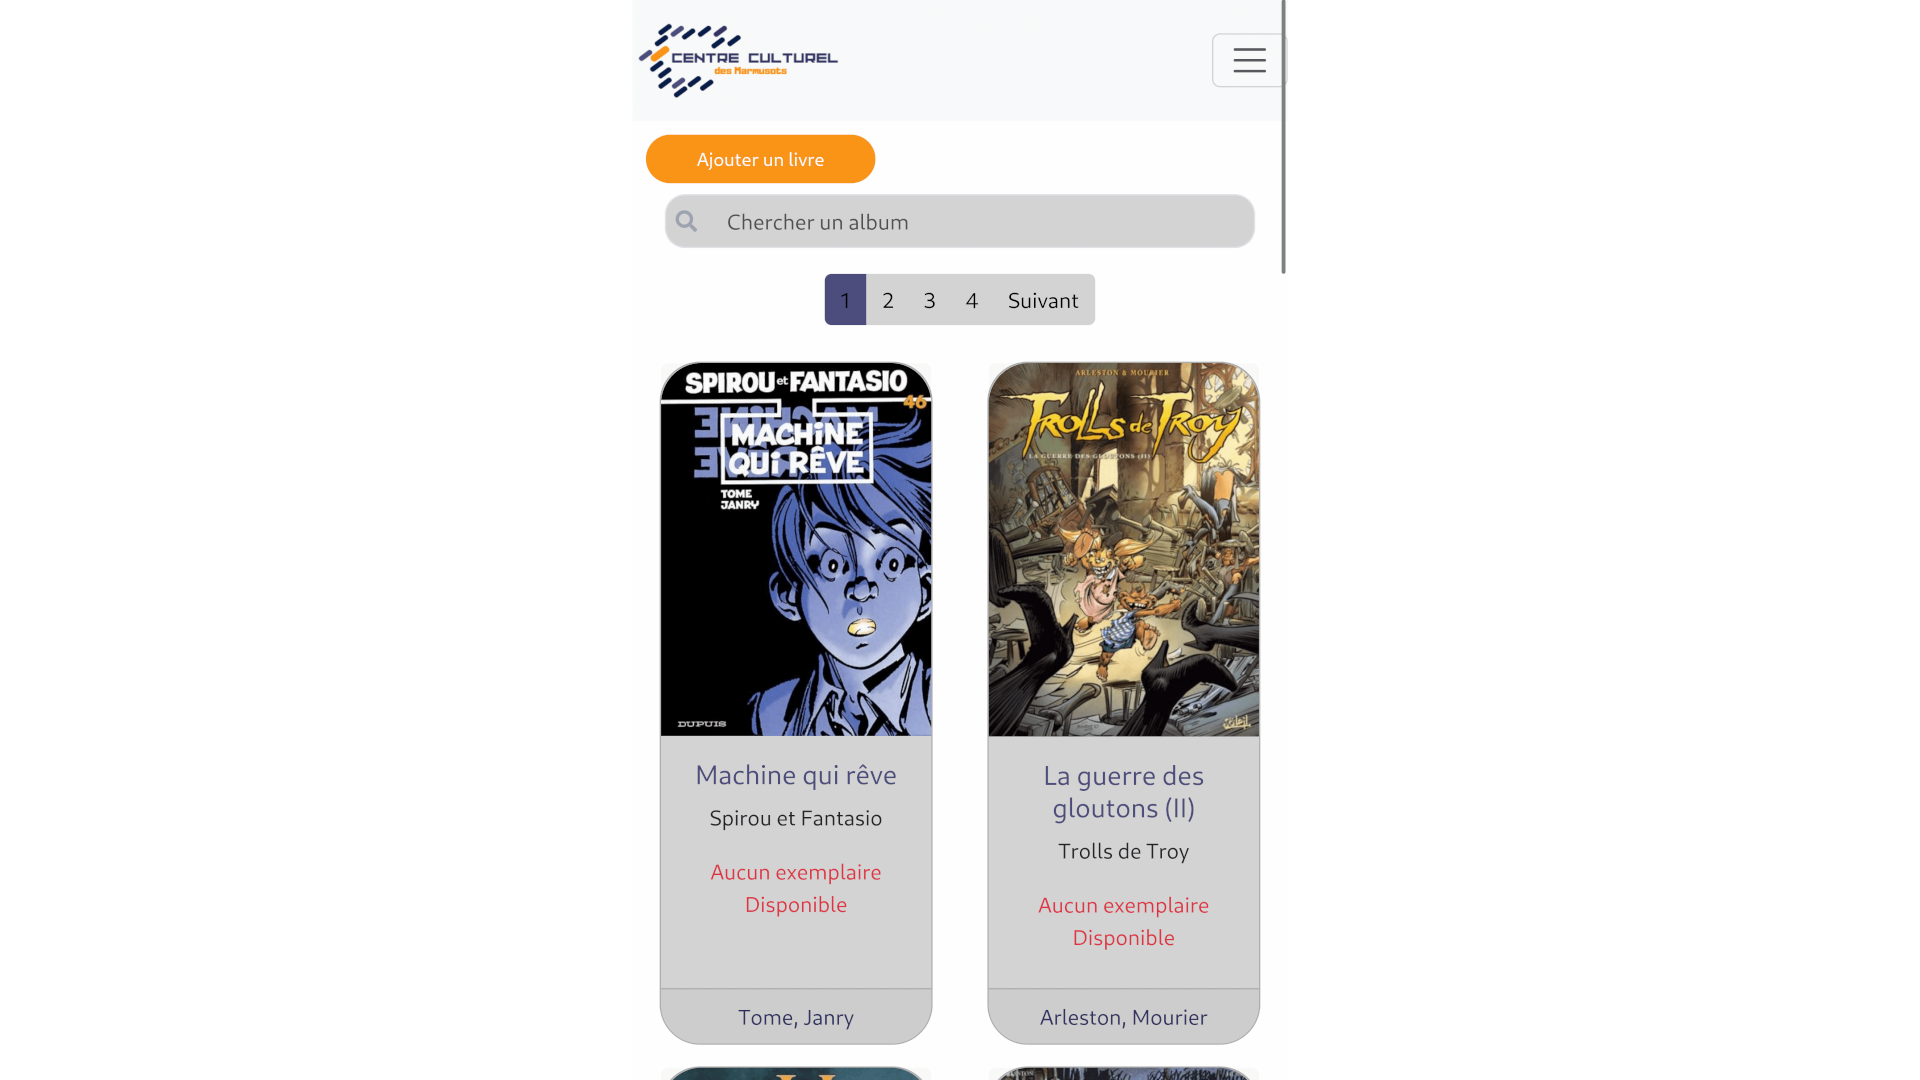 CENTRE CULTUREL
des Marmusots
Ajouter un livre
Chercher un album
1 2 3 4 Suivant
SPIROU et FANTASIO
46
MACHINE
QUI RÊVE
MACHINE
QUI RÊVE
TOME
JANRY
DUPUIS
Machine qui rêve
Spirou et Fantasio
Aucun exemplaire
Disponible
Tome, Janry
ARLESTON & MOURIER
TROLLS de TROY
LA GUERRE DES GLOUTONS (II)
Soleil
La guerre des
gloutons (II)
Trolls de Troy
Aucun exemplaire
Disponible
Arleston, Mourier